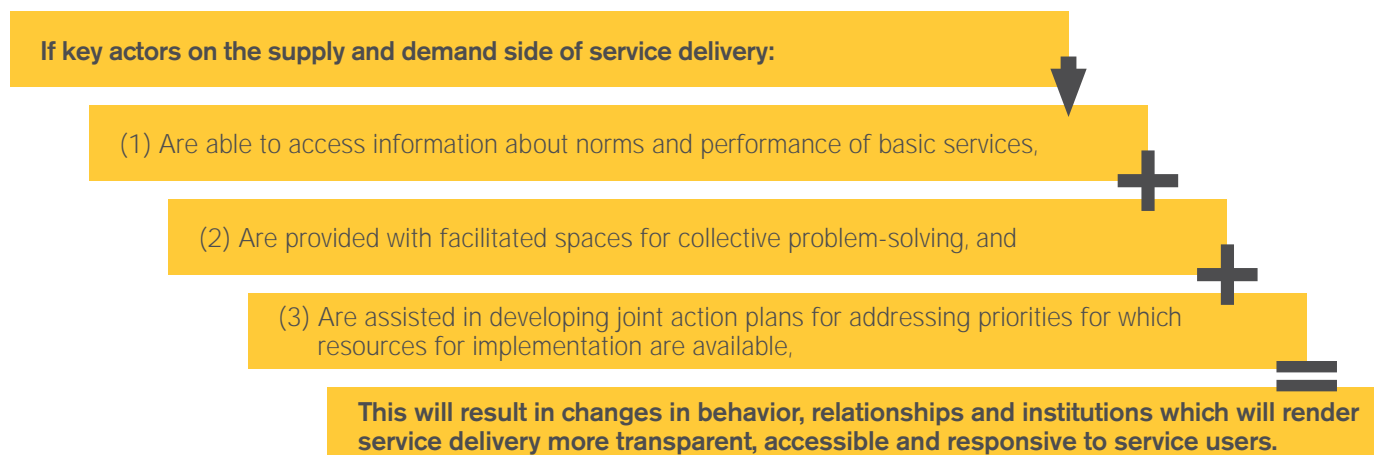 If key actors on the supply and demand side of service delivery:
(1) Are able to access information about norms and performance of basic services,
(2) Are provided with facilitated spaces for collective problem-solving, and
(3) Are assisted in developing joint action plans for addressing priorities for which
resources for implementation are available,
This will result in changes in behavior, relationships and institutions which will render
service delivery more transparent, accessible and responsive to service users.